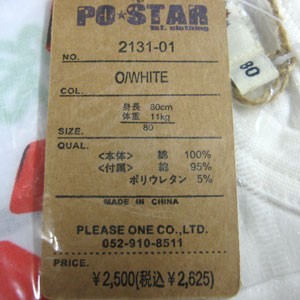 PO★STAR
INT. clothing
2131-01
NO.
O/WHITE
COL.
身長 80cm
体重 11kg
SIZE. 80
QUAL.
<本体> 綿 100%
<付属> 綿 95%
ポリウレタン 5%
MADE IN CHINA
PLEASE ONE CO.,LTD.
052-910-8511
PRICE.
¥2,500(税込¥2,625)
80